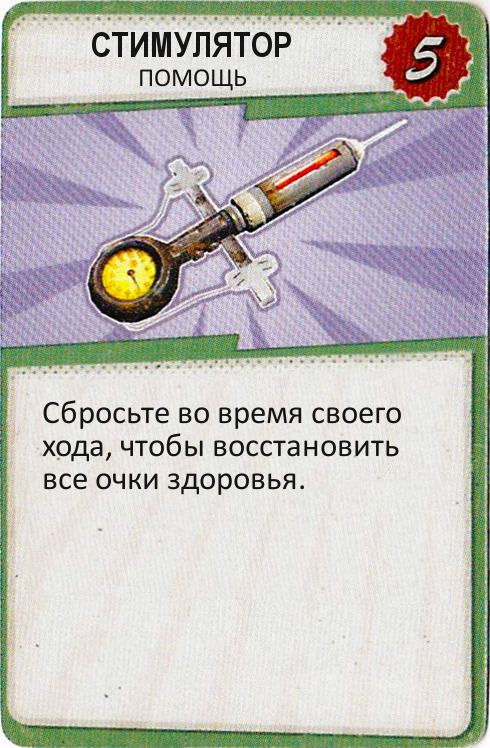 СТИМУЛЯТОР
ПОМОЩЬ
5
Сбросьте во время своего
хода, чтобы восстановить
все очки здоровья.